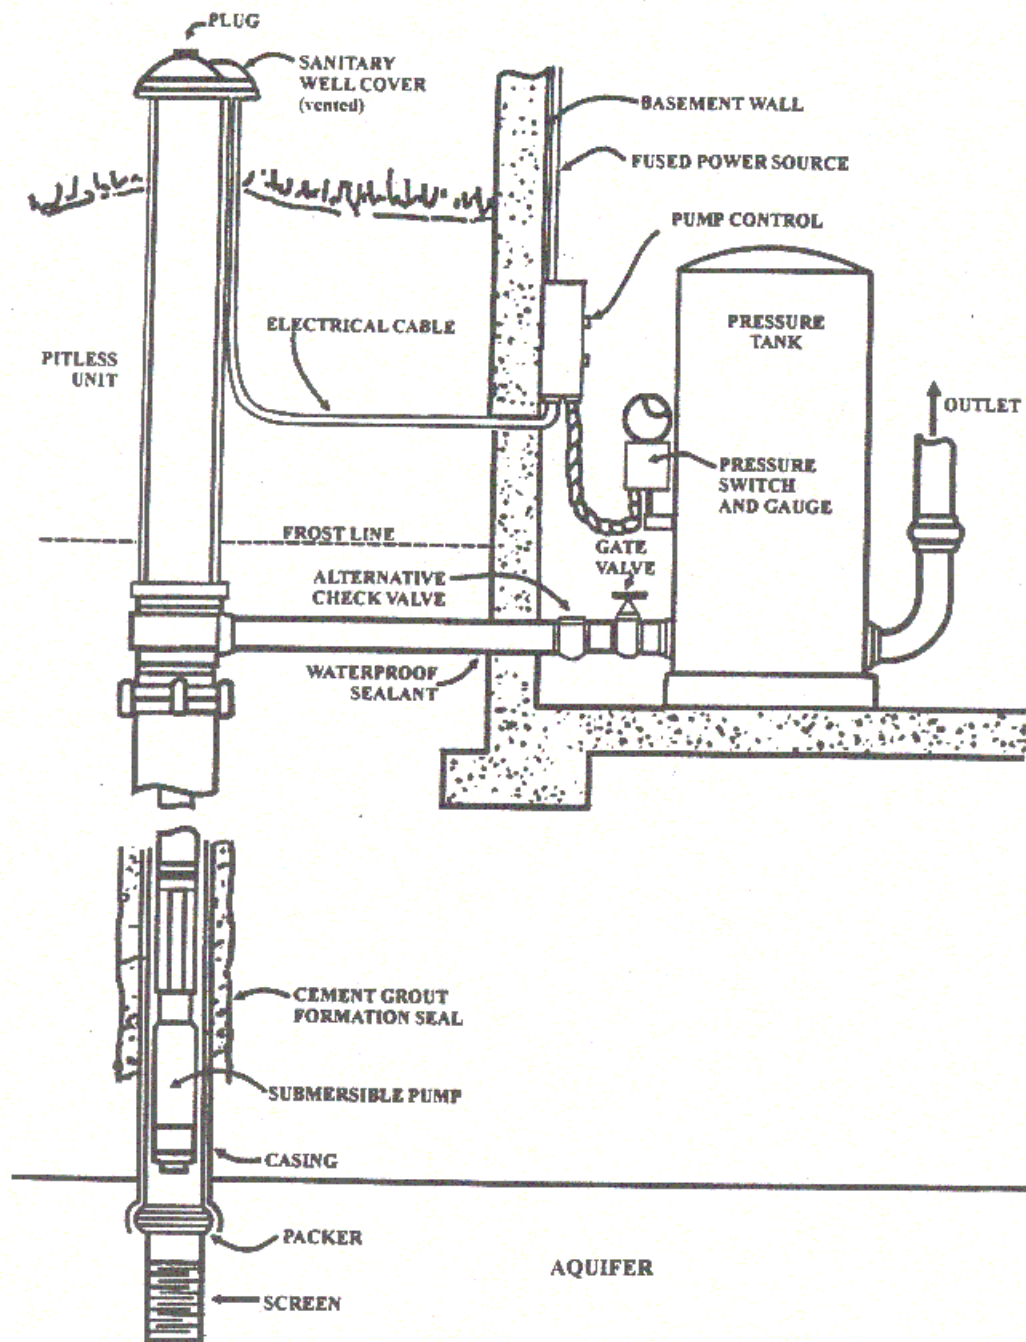 PLUG
SANITARY
WELL COVER
(vented)
BASEMENT WALL
FUSED POWER SOURCE
PUMP CONTROL
ELECTRICAL CABLE
PRESSURE
TANK
PITLESS
UNIT
OUTLET
PRESSURE
SWITCH
AND GAUGE
FROST LINE
GATE
VALVE
ALTERNATIVE
CHECK VALVE
WATERPROOF
SEALANT
CEMENT GROUT
FORMATION SEAL
SUBMERSIBLE PUMP
CASING
PACKER
AQUIFER
SCREEN